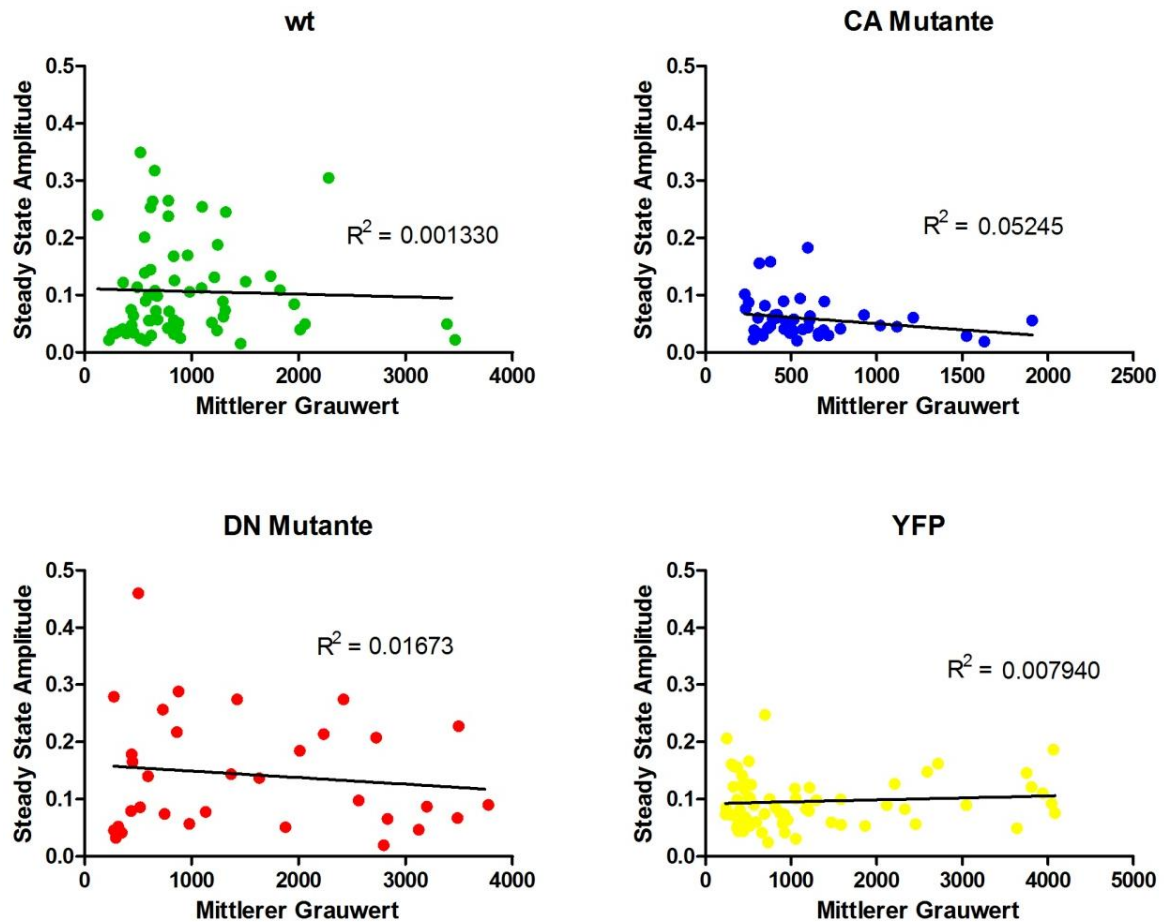 wt
Steady State Amplitude
0.5
0.4
0.3
0.2
0.1
0.0
R² = 0.001330
0 1000 2000 3000 4000
Mittlerer Grauwert
CA Mutante
Steady State Amplitude
0.5
0.4
0.3
0.2
0.1
0.0
R² = 0.05245
0 500 1000 1500 2000 2500
Mittlerer Grauwert
DN Mutante
Steady State Amplitude
0.5
0.4
0.3
0.2
0.1
0.0
R² = 0.01673
0 1000 2000 3000 4000
Mittlerer Grauwert
YFP
Steady State Amplitude
0.5
0.4
0.3
0.2
0.1
0.0
R² = 0.007940
0 1000 2000 3000 4000 5000
Mittlerer Grauwert